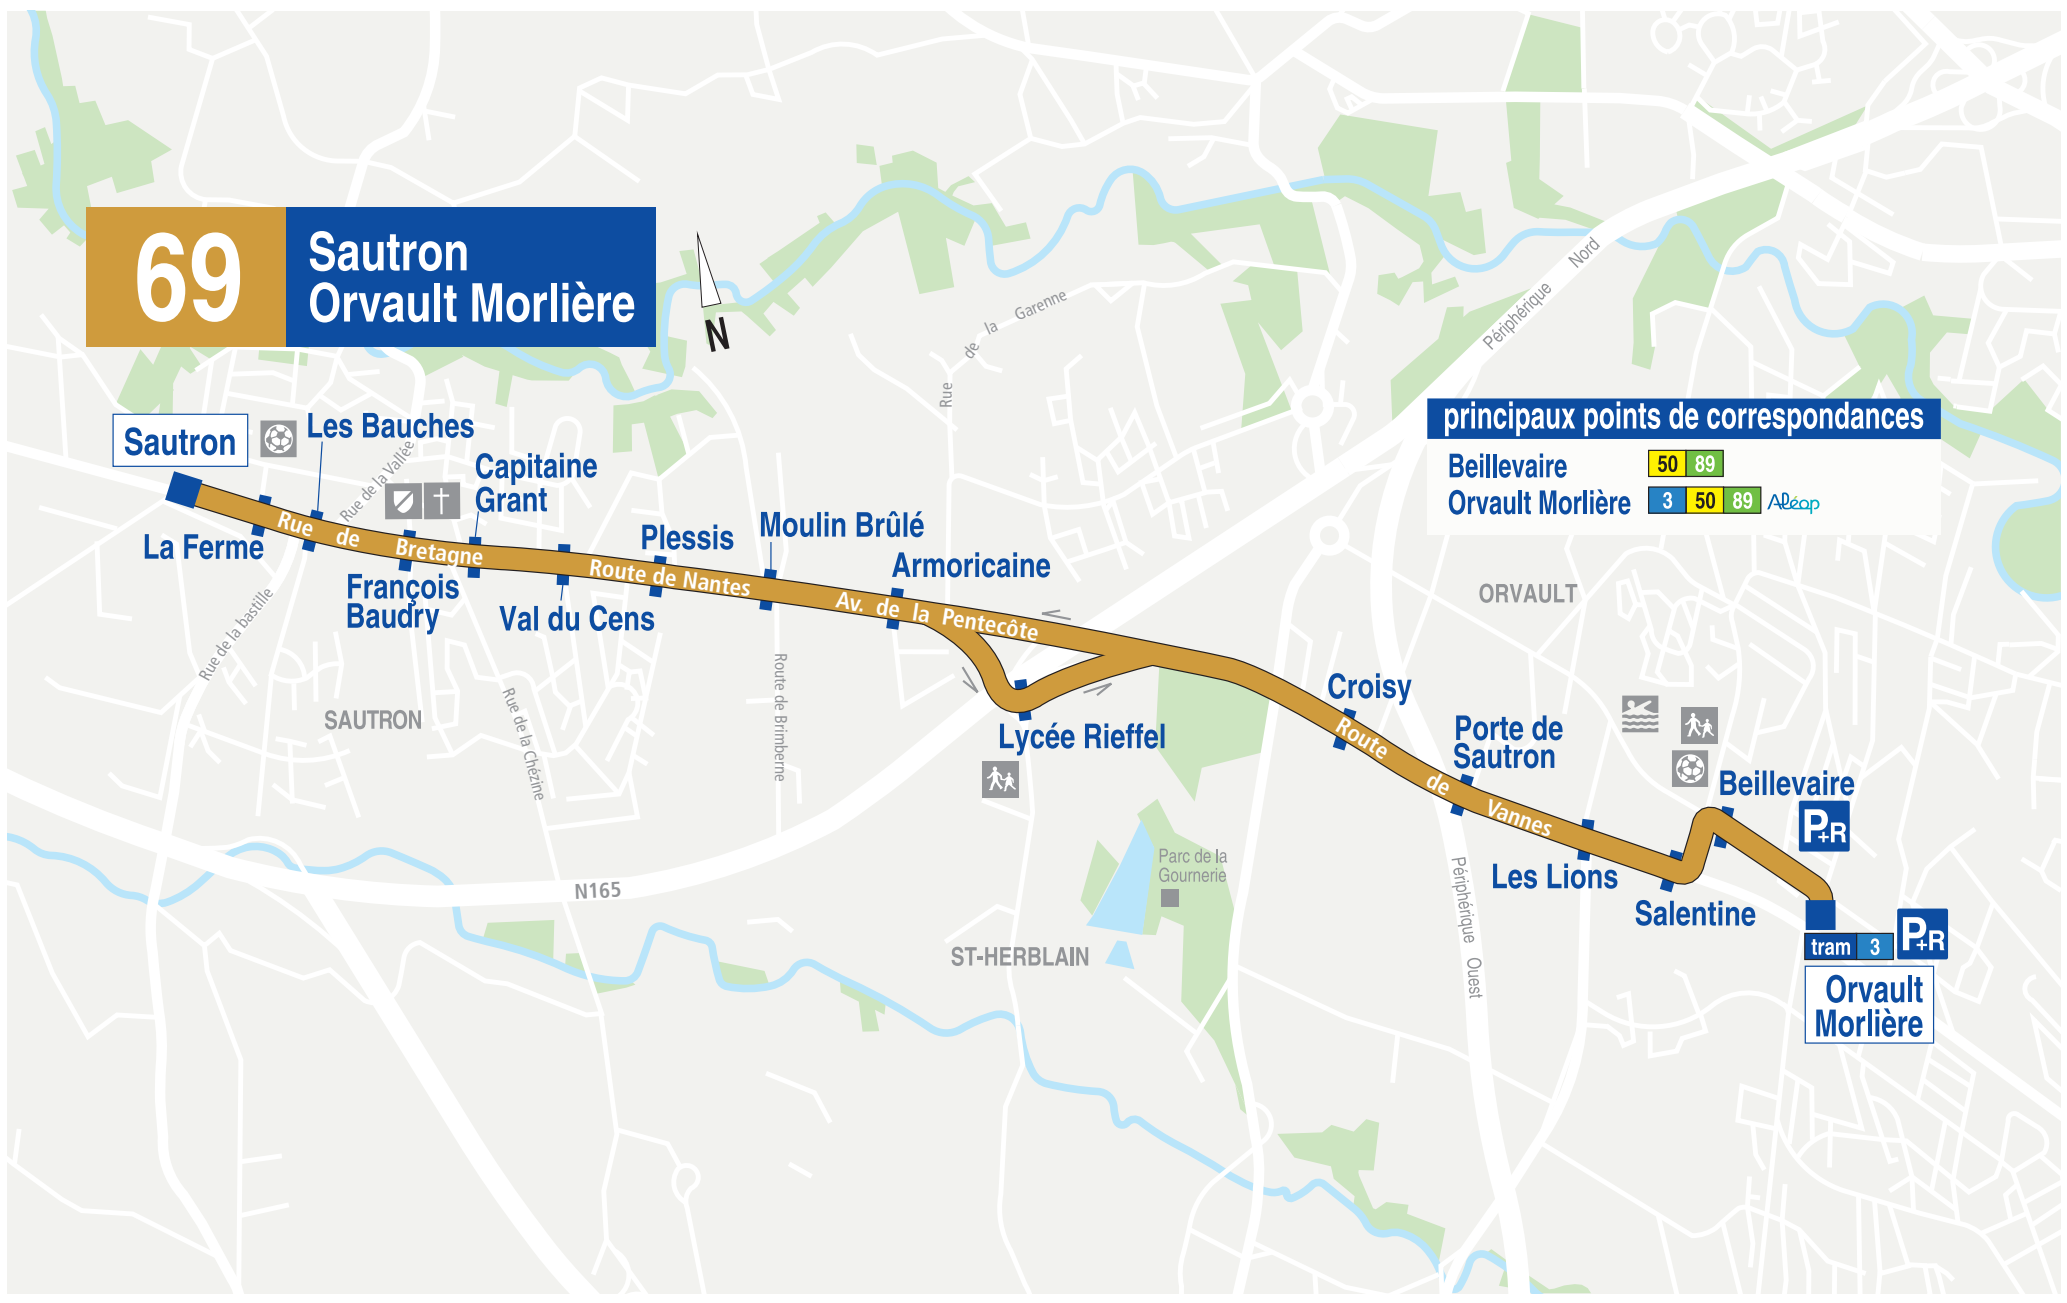 69
Sautron
Orvault Morlière
N
Périphérique Nord
Rue de la Garenne
principaux points de correspondances
Beillevaire 50 89
Orvault Morlière 3 50 89 Aléop
Sautron
Les Bauches
Rue de la Vallée
Capitaine
Grant
La Ferme
Rue de Bretagne
François
Baudry
Val du Cens
Plessis
Route de Nantes
Moulin Brûlé
Armoricaine
Av. de la Pentecôte
ORVAULT
Rue de la bastille
SAUTRON
Rue de la Chézine
Route de Brimberne
Lycée Rieffel
Croisy
Route de Vannes
Porte de
Sautron
Beillevaire
P+R
Les Lions
Salentine
Parc de la
Gournerie
N165
ST-HERBLAIN
Périphérique Ouest
tram 3
P+R
Orvault
Morlière